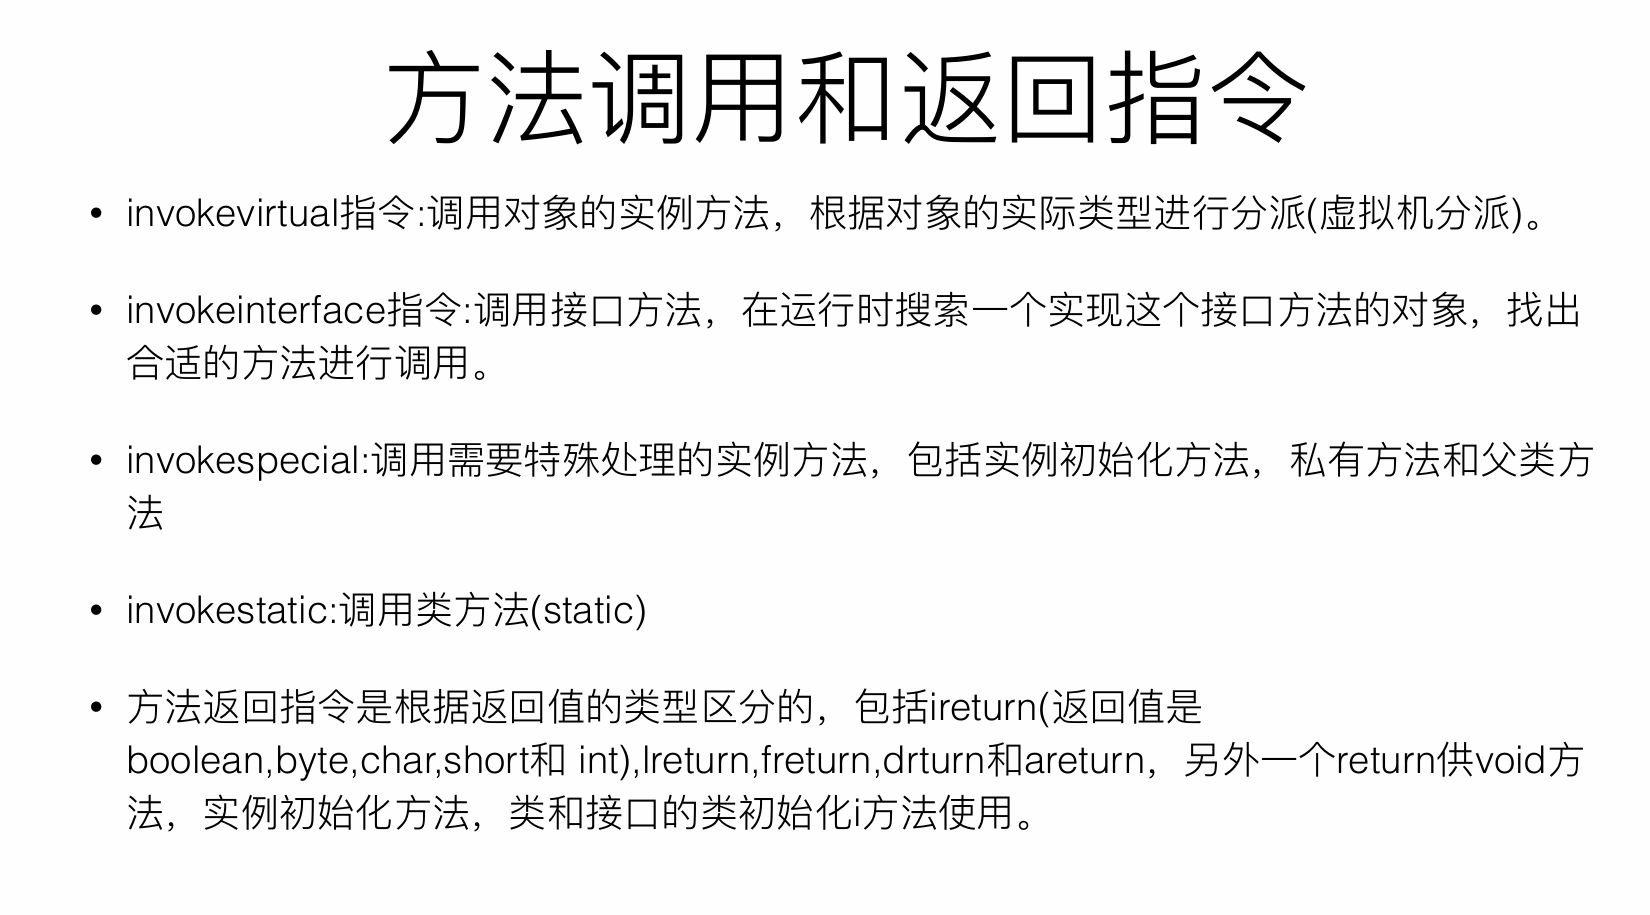 方法调用和返回指令
• invokevirtual指令:调用对象的实例方法，根据对象的实际类型进行分派(虚拟机分派)。
• invokeinterface指令:调用接口方法，在运行时搜索一个实现这个接口方法的对象，找出
合适的方法进行调用。
• invokespecial:调用需要特殊处理的实例方法，包括实例初始化方法，私有方法和父类方
法
• invokestatic:调用类方法(static)
• 方法返回指令是根据返回值的类型区分的，包括ireturn(返回值是
boolean,byte,char,short和 int),lreturn,freturn,drturn和areturn，另外一个return供void方
法，实例初始化方法，类和接口的类初始化i方法使用。